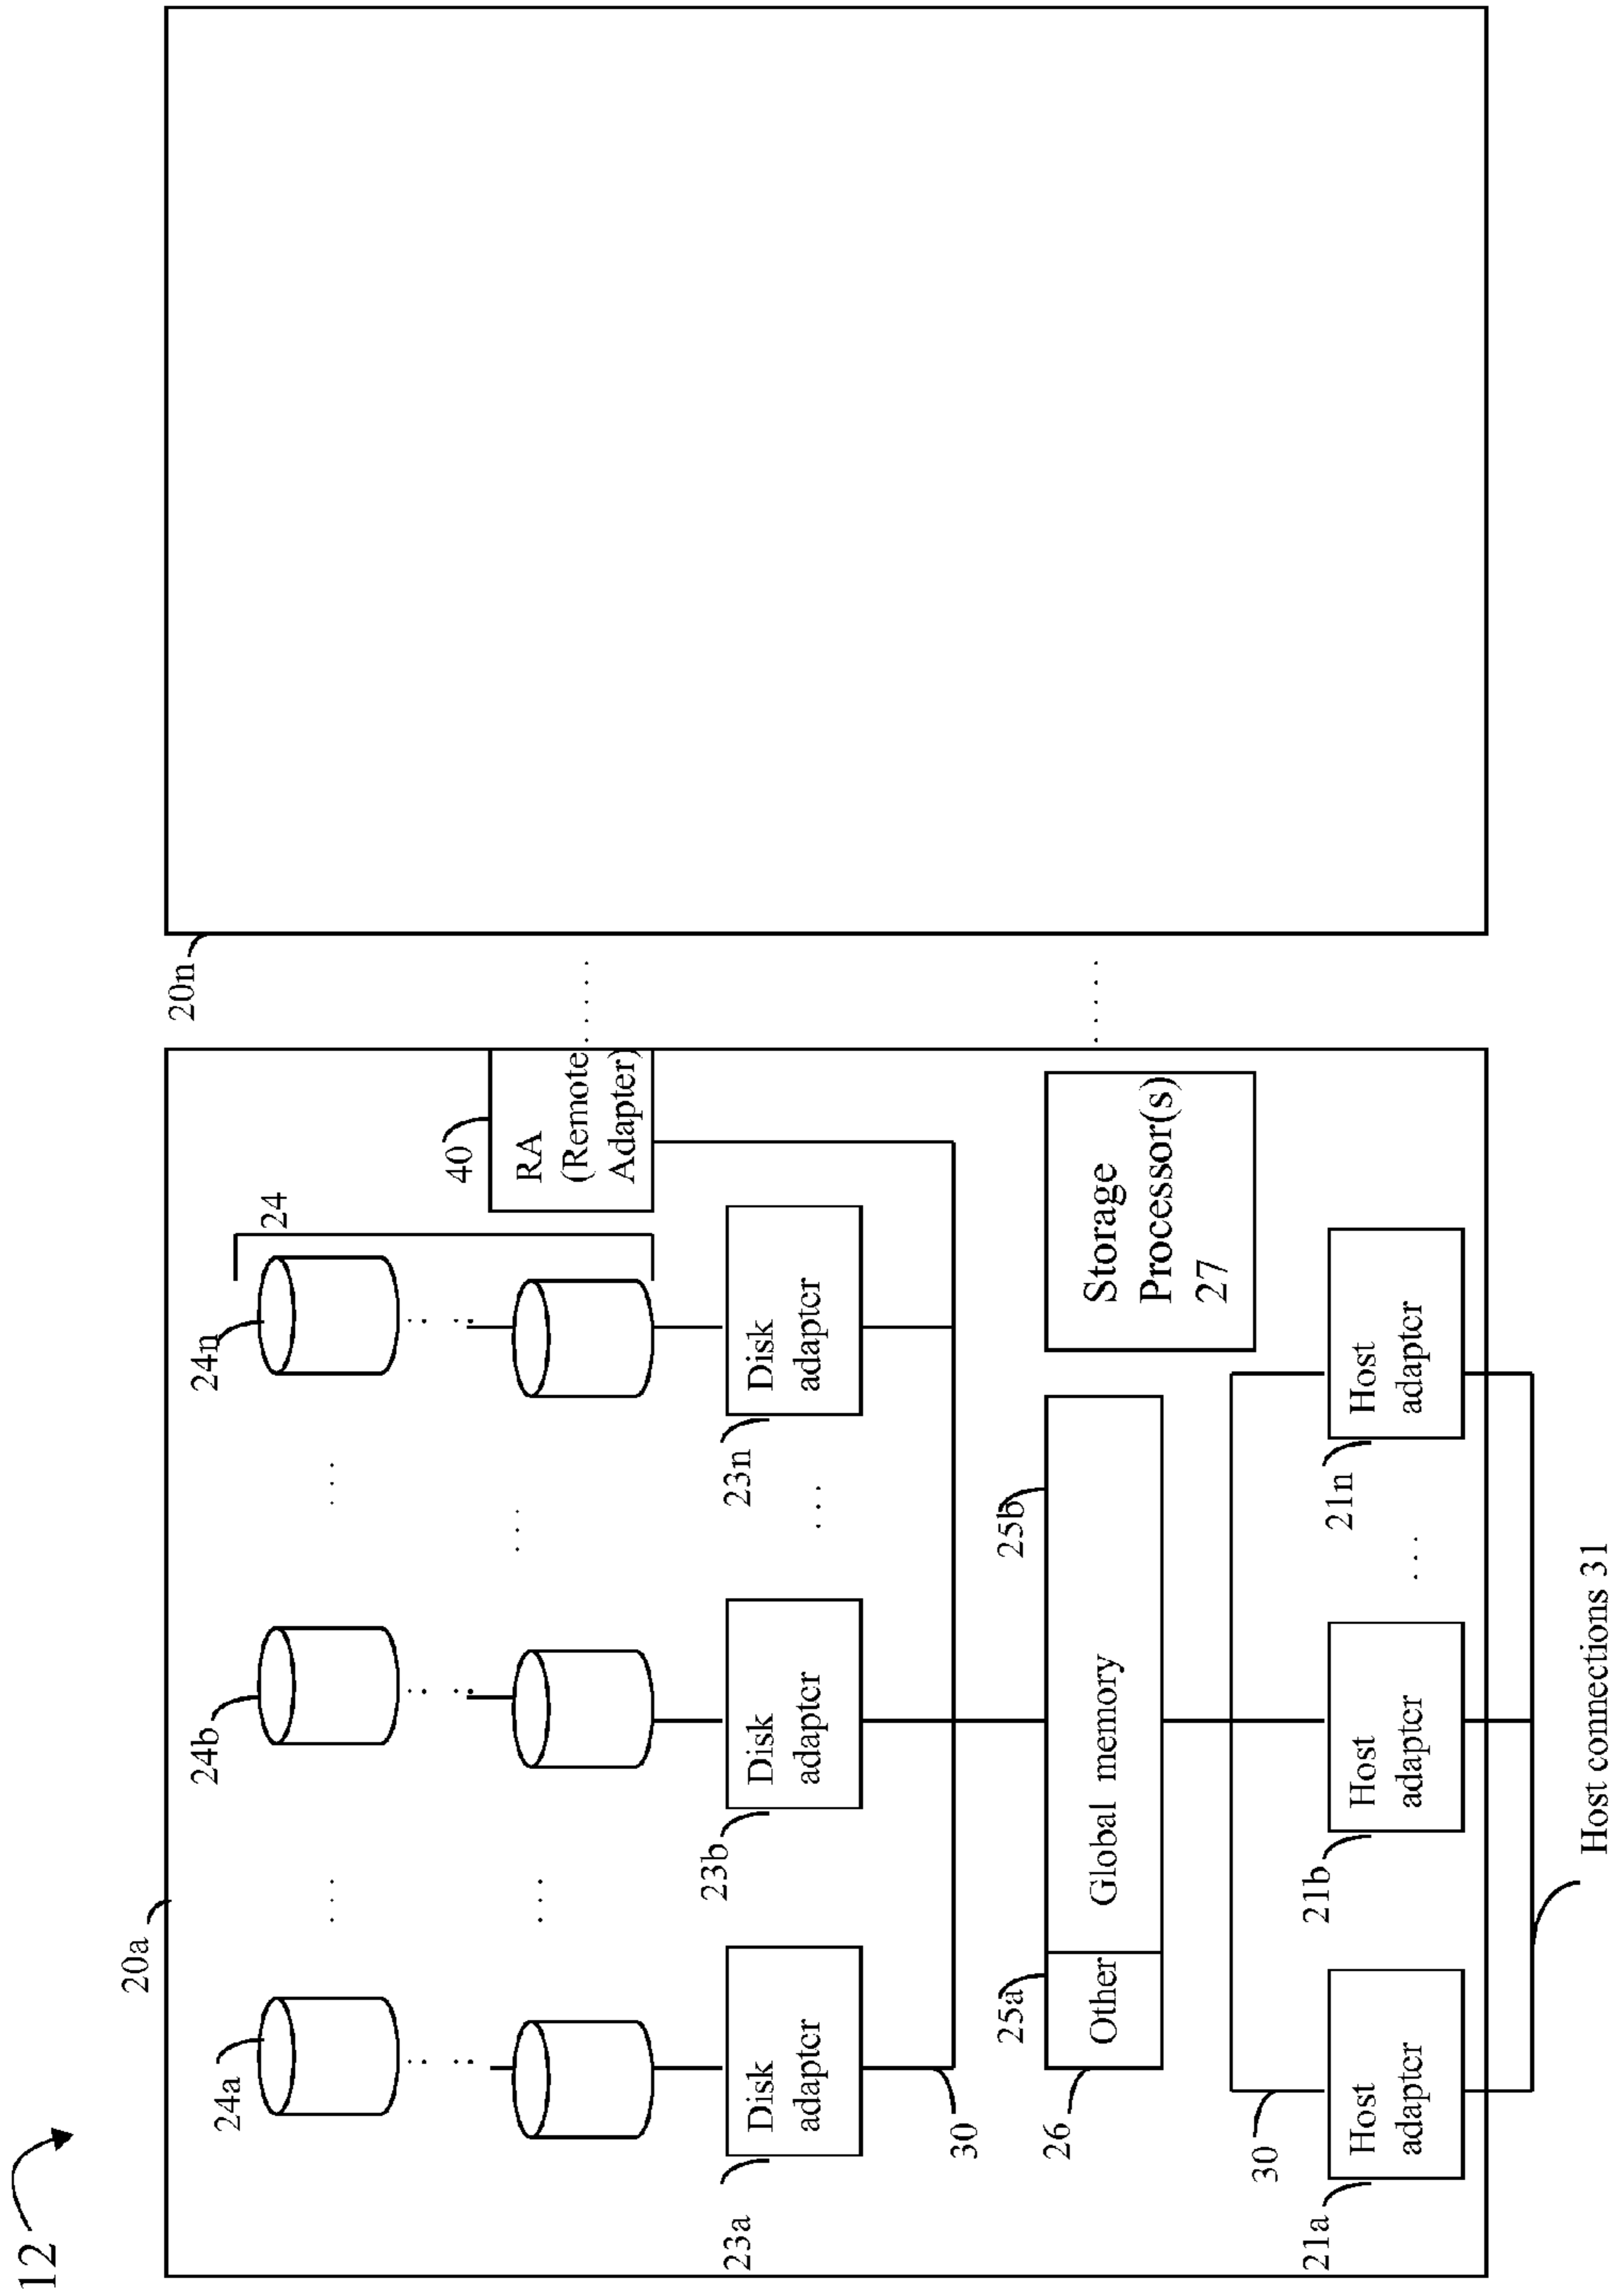 12
20a
20n
24a
24b
24n
24
40
RA
(Remote
Adapter)
23a
Disk
adapter
23b
Disk
adapter
23n
Disk
adapter
30
25a
25b
26
Other
Global memory
Storage
Processor(s)
27
30
21a
Host
adapter
21b
Host
adapter
21n
Host
adapter
Host connections 31